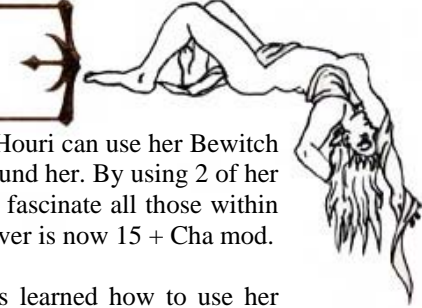 Houri can use her Bewitch
und her. By using 2 of her
fascinate all those within
ver is now 15 + Cha mod.
s learned how to use her